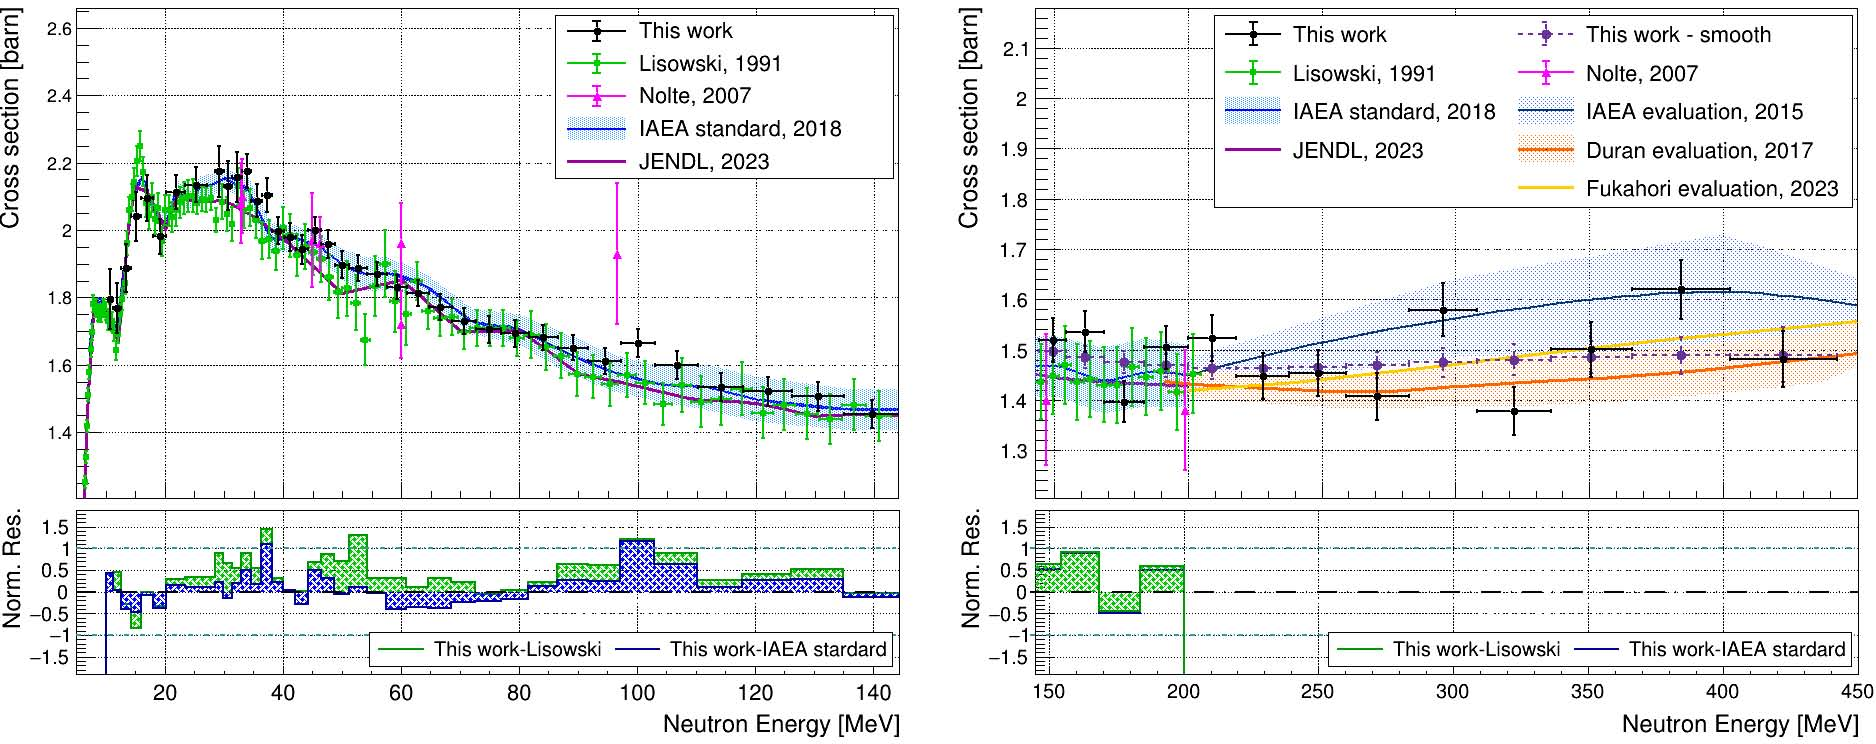 Cross section [barn]
2.6
2.4
2.2
2
1.8
1.6
1.4
This work
Lisowski, 1991
Nolte, 2007
IAEA standard, 2018
JENDL, 2023
Norm. Res.
1.5
1
0.5
0
−0.5
−1
−1.5
This work-Lisowski
This work-IAEA stardard
20
40
60
80
100
120
140
Neutron Energy [MeV]
Cross section [barn]
2.1
2
1.9
1.8
1.7
1.6
1.5
1.4
1.3
This work
Lisowski, 1991
IAEA standard, 2018
JENDL, 2023
This work - smooth
Nolte, 2007
IAEA evaluation, 2015
Duran evaluation, 2017
Fukahori evaluation, 2023
Norm. Res.
1.5
1
0.5
0
−0.5
−1
−1.5
This work-Lisowski
This work-IAEA stardard
150
200
250
300
350
400
450
Neutron Energy [MeV]